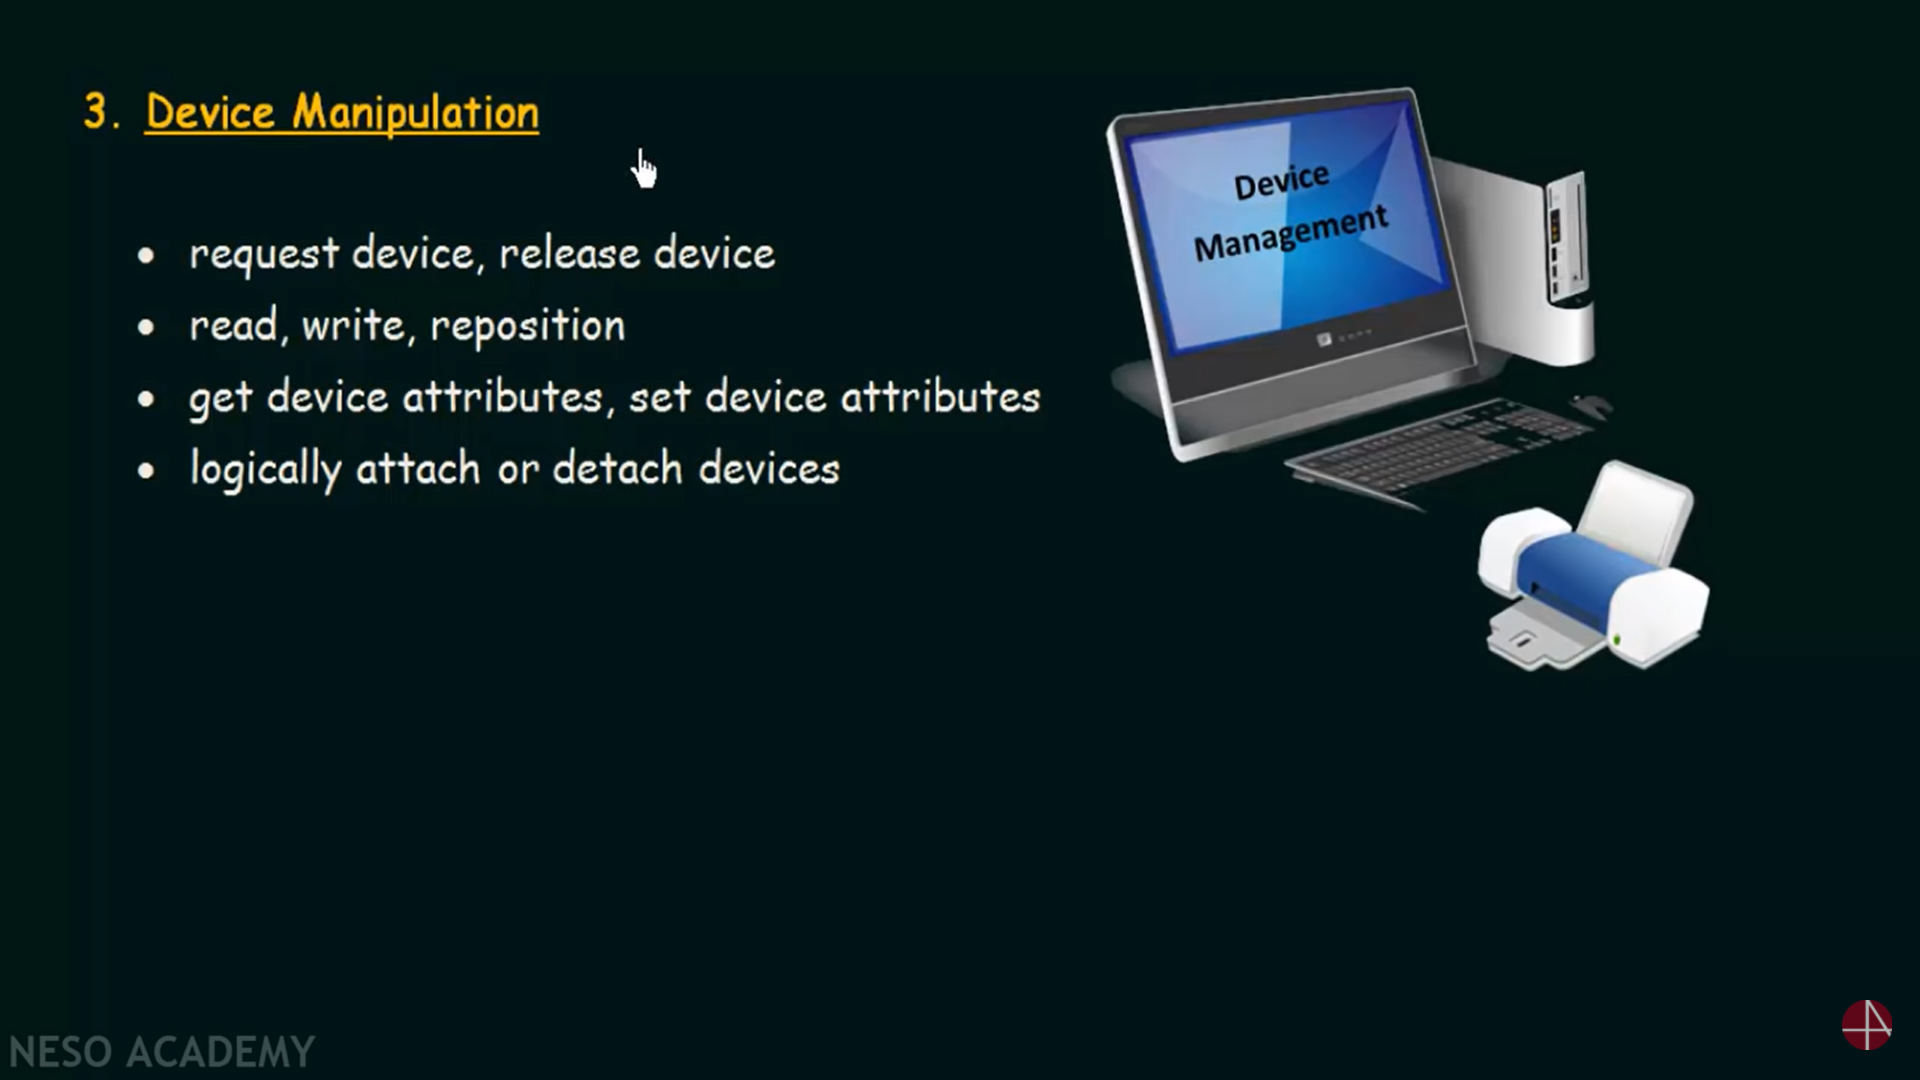 3. Device Manipulation
• request device, release device
• read, write, reposition
• get device attributes, set device attributes
• logically attach or detach devices
Device
Management
NESO ACADEMY